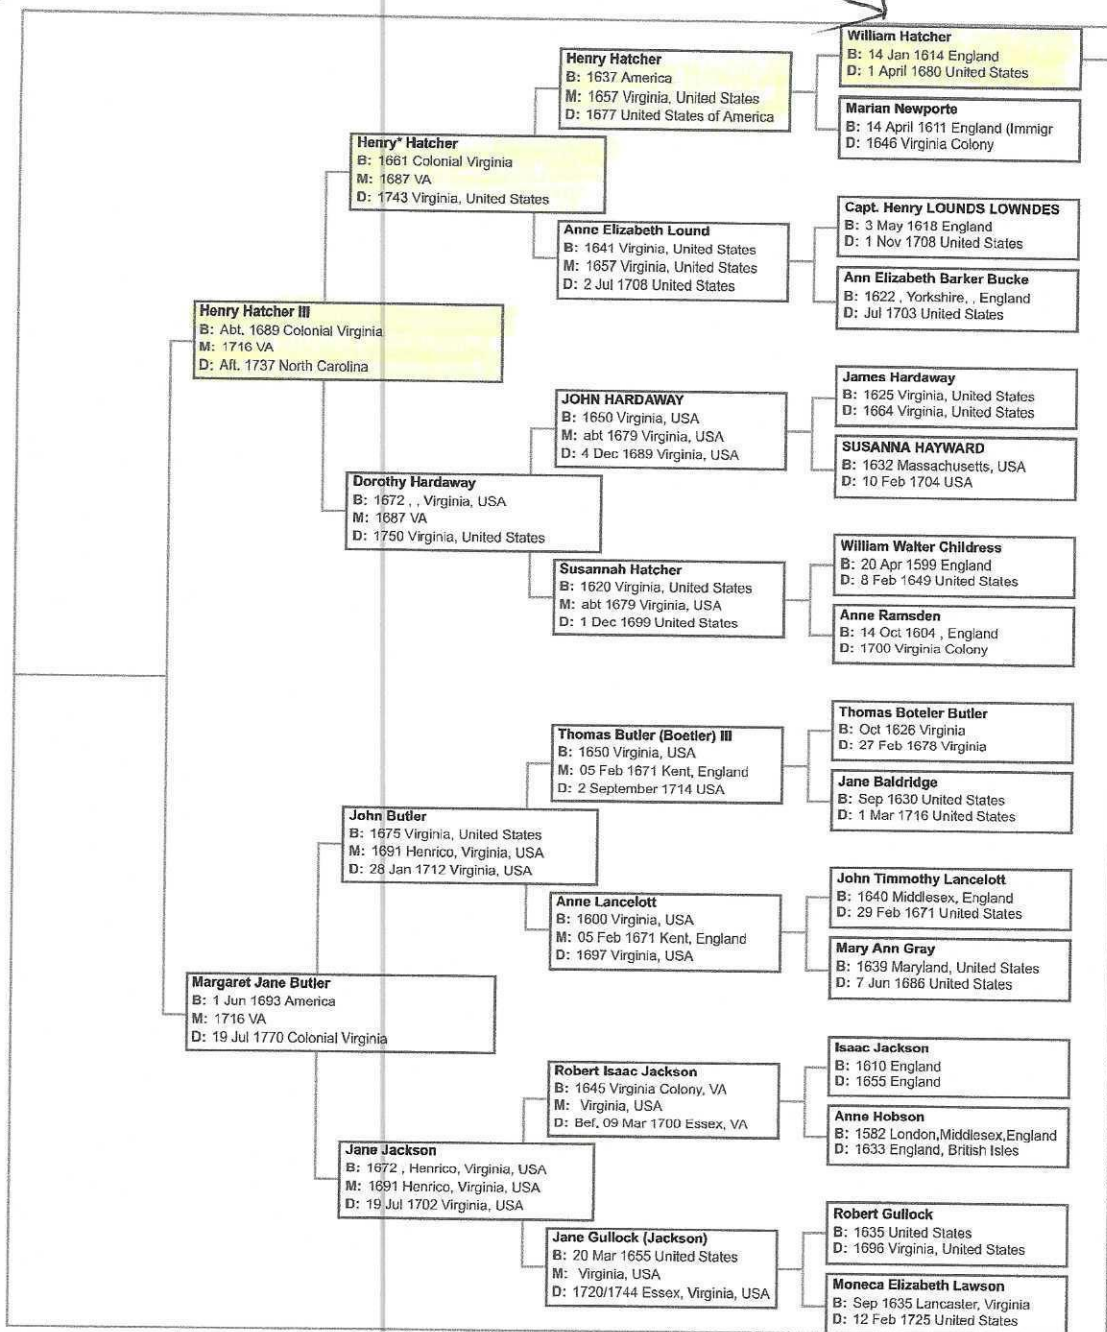 William Hatcher
B: 14 Jan 1614 England
D: 1 April 1680 United States
Henry Hatcher
B: 1637 America
M: 1657 Virginia, United States
D: 1677 United States of America
Marian Newporte
B: 14 April 1611 England (Immigr
D: 1646 Virginia Colony
Henry* Hatcher
B: 1661 Colonial Virginia
M: 1687 VA
D: 1743 Virginia, United States
Capt. Henry LOUNDS LOWNDES
B: 3 May 1618 England
D: 1 Nov 1708 United States
Anne Elizabeth Lound
B: 1641 Virginia, United States
M: 1657 Virginia, United States
D: 2 Jul 1708 United States
Ann Elizabeth Barker Bucke
B: 1622 , Yorkshire, , England
D: Jul 1703 United States
Henry Hatcher III
B: Abt. 1689 Colonial Virginia
M: 1716 VA
D: Aft. 1737 North Carolina
James Hardaway
B: 1625 Virginia, United States
D: 1664 Virginia, United States
JOHN HARDAWAY
B: 1650 Virginia, USA
M: abt 1679 Virginia, USA
D: 4 Dec 1689 Virginia, USA
SUSANNA HAYWARD
B: 1632 Massachusetts, USA
D: 10 Feb 1704 USA
Dorothy Hardaway
B: 1672 , , Virginia, USA
M: 1687 VA
D: 1750 Virginia, United States
William Walter Childress
B: 20 Apr 1599 England
D: 8 Feb 1649 United States
Susannah Hatcher
B: 1620 Virginia, United States
M: abt 1679 Virginia, USA
D: 1 Dec 1699 United States
Anne Ramsden
B: 14 Oct 1604 , England
D: 1700 Virginia Colony
Thomas Boteler Butler
B: Oct 1626 Virginia
D: 27 Feb 1678 Virginia
Thomas Butler (Boetler) III
B: 1650 Virginia, USA
M: 05 Feb 1671 Kent, England
D: 2 September 1714 USA
Jane Baldridge
B: Sep 1630 United States
D: 1 Mar 1716 United States
John Butler
B: 1675 Virginia, United States
M: 1691 Henrico, Virginia, USA
D: 28 Jan 1712 Virginia, USA
John Timmothy Lancelott
B: 1640 Middlesex, England
D: 29 Feb 1671 United States
Anne Lancelott
B: 1600 Virginia, USA
M: 05 Feb 1671 Kent, England
D: 1697 Virginia, USA
Mary Ann Gray
B: 1639 Maryland, United States
D: 7 Jun 1686 United States
Margaret Jane Butler
B: 1 Jun 1693 America
M: 1716 VA
D: 19 Jul 1770 Colonial Virginia
Isaac Jackson
B: 1610 England
D: 1655 England
Robert Isaac Jackson
B: 1645 Virginia Colony, VA
M: Virginia, USA
D: Bef. 09 Mar 1700 Essex, VA
Anne Hobson
B: 1582 London,Middlesex,England
D: 1633 England, British Isles
Jane Jackson
B: 1672 , Henrico, Virginia, USA
M: 1691 Henrico, Virginia, USA
D: 19 Jul 1702 Virginia, USA
Robert Gullock
B: 1635 United States
D: 1696 Virginia, United States
Jane Gullock (Jackson)
B: 20 Mar 1655 United States
M: Virginia, USA
D: 1720/1744 Essex, Virginia, USA
Moneca Elizabeth Lawson
B: Sep 1635 Lancaster, Virginia
D: 12 Feb 1725 United States